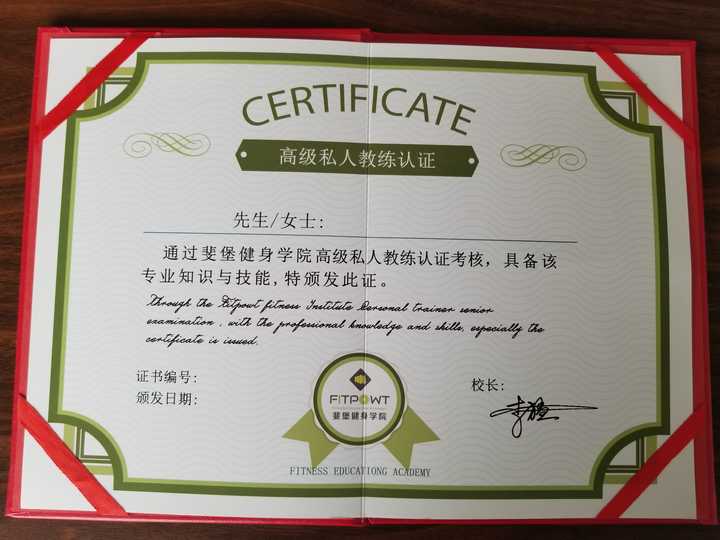 CERTIFICATE
高级私人教练认证
先生/女士:
通过斐堡健身学院高级私人教练认证考核，具备该
专业知识与技能,特颁发此证。
Through the Fitpowt fitness Institute Personal trainer senior
examination , with the professional knowledge and skills, especially the
certificate is issued.
证书编号:
颁发日期:
校长:
FiTPOWT
斐堡健身学院
FITNESS EDUCATIONG ACADEMY